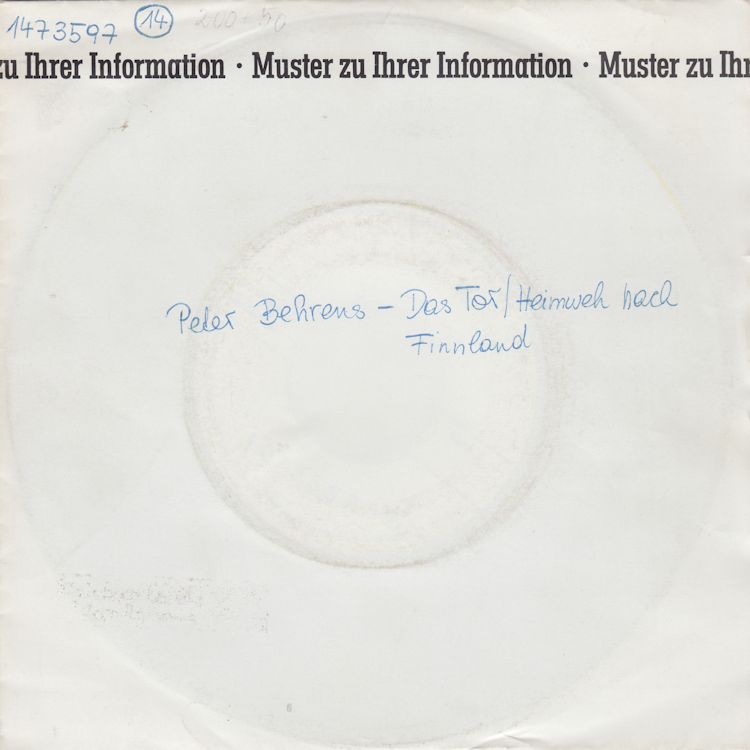 1473597 14 200+50
zu Ihrer Information · Muster zu Ihrer Information · Muster zu Ihr
Peter Behrens - Das Tor/Heimweh nach
Finnland